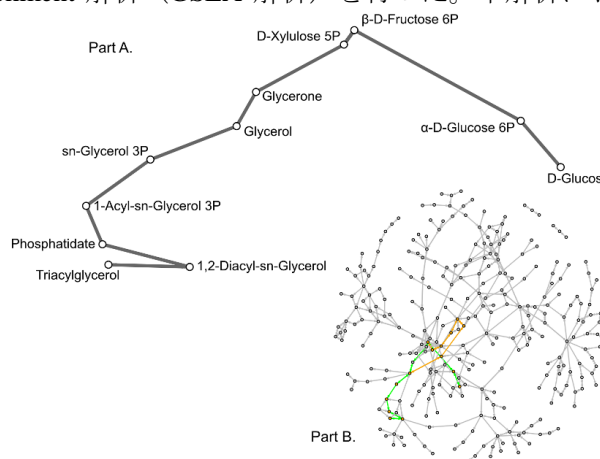 Part A.
β-D-Fructose 6P
D-Xylulose 5P
Glycerone
Glycerol
α-D-Glucose 6P
sn-Glycerol 3P
D-Glucos
1-Acyl-sn-Glycerol 3P
Phosphatidate
1,2-Diacyl-sn-Glycerol
Triacylglycerol
Part B.